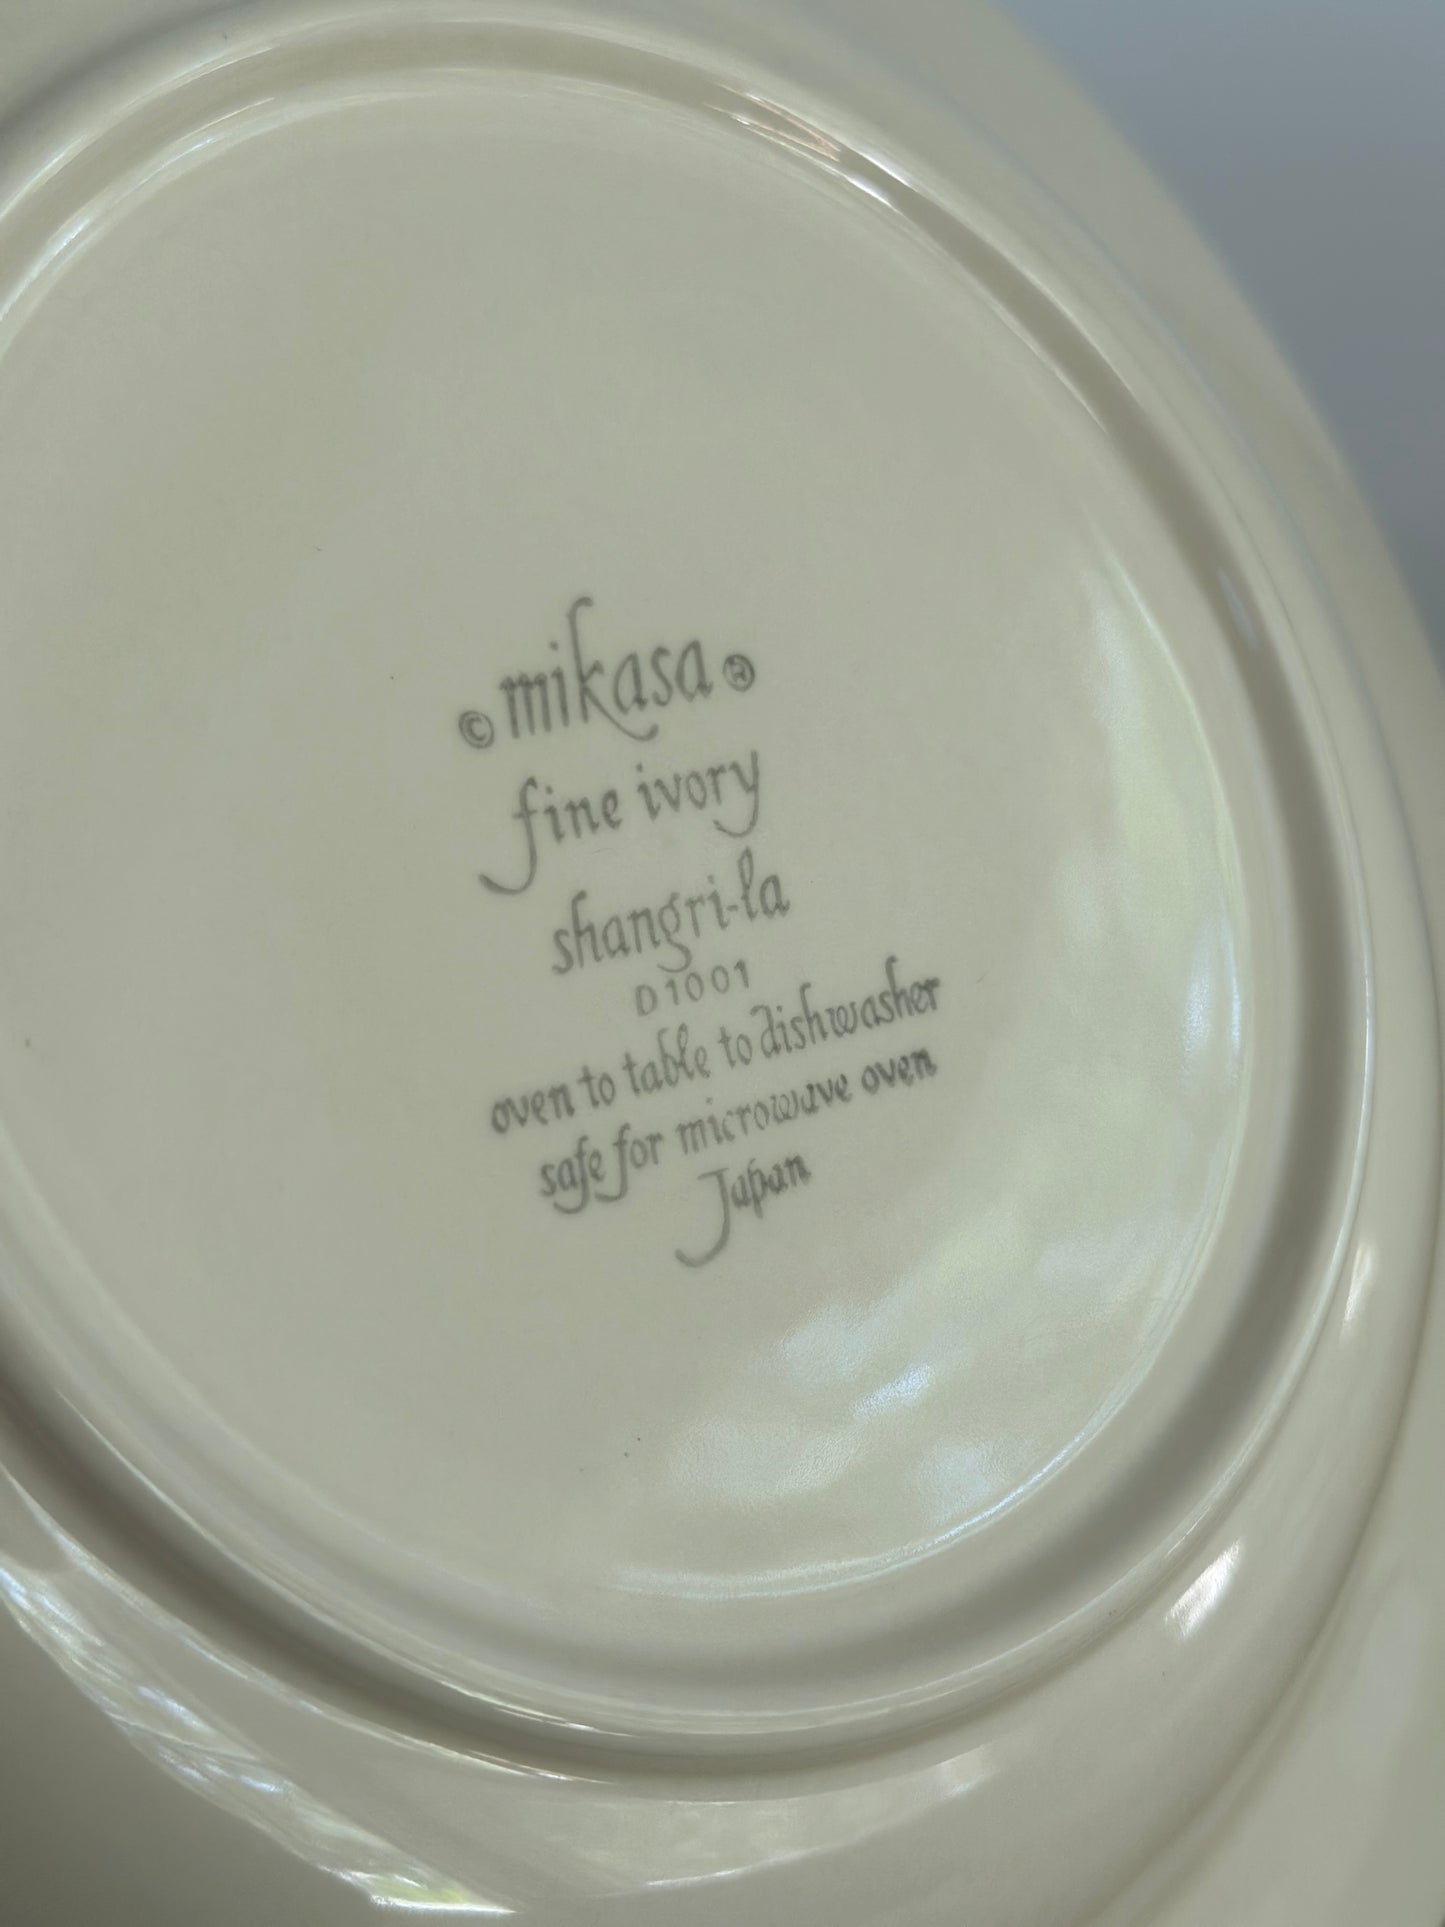 © mikasa ®
fine ivory
shangri-la
D1001
oven to table to dishwasher
safe for microwave oven
Japan